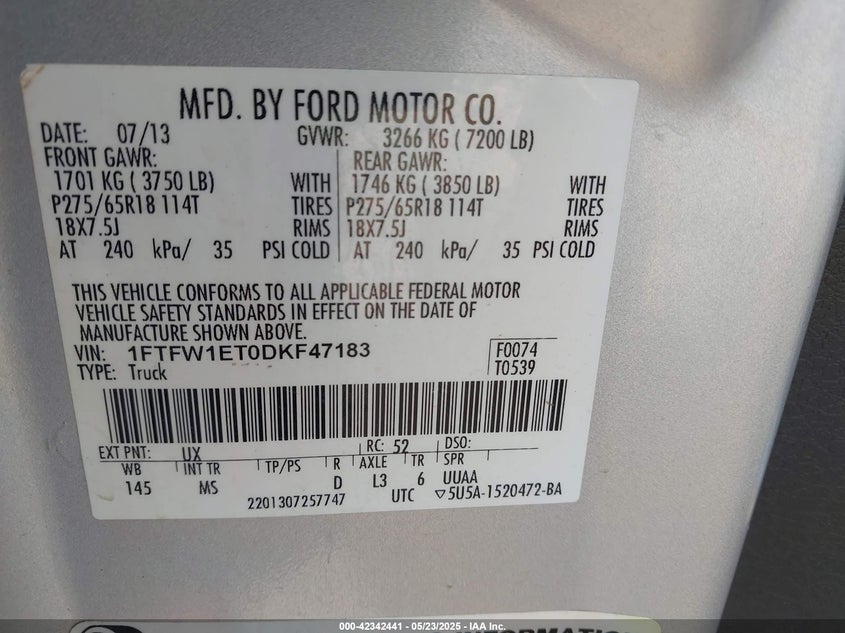 MFD. BY FORD MOTOR CO.
DATE: 07/13 GVWR: 3266 KG ( 7200 LB)
FRONT GAWR: REAR GAWR:
1701 KG ( 3750 LB) WITH 1746 KG ( 3850 LB) WITH
P275/65R18 114T TIRES P275/65R18 114T TIRES
18X7.5J RIMS 18X7.5J RIMS
AT 240 kPa/ 35 PSI COLD AT 240 kPa/ 35 PSI COLD
THIS VEHICLE CONFORMS TO ALL APPLICABLE FEDERAL MOTOR
VEHICLE SAFETY STANDARDS IN EFFECT ON THE DATE OF
MANUFACTURE SHOWN ABOVE.
VIN: 1FTFW1ET0DKF47183 F0074
TYPE: Truck T0539
EXT PNT: UX RC: 52 DSO:
WB INT TR TP/PS R AXLE TR SPR
145 MS D L3 6 UUAA
2201307257747 UTC ▽5U5A-1520472-BA
000-42342441 - 05/23/2025 - IAA Inc.